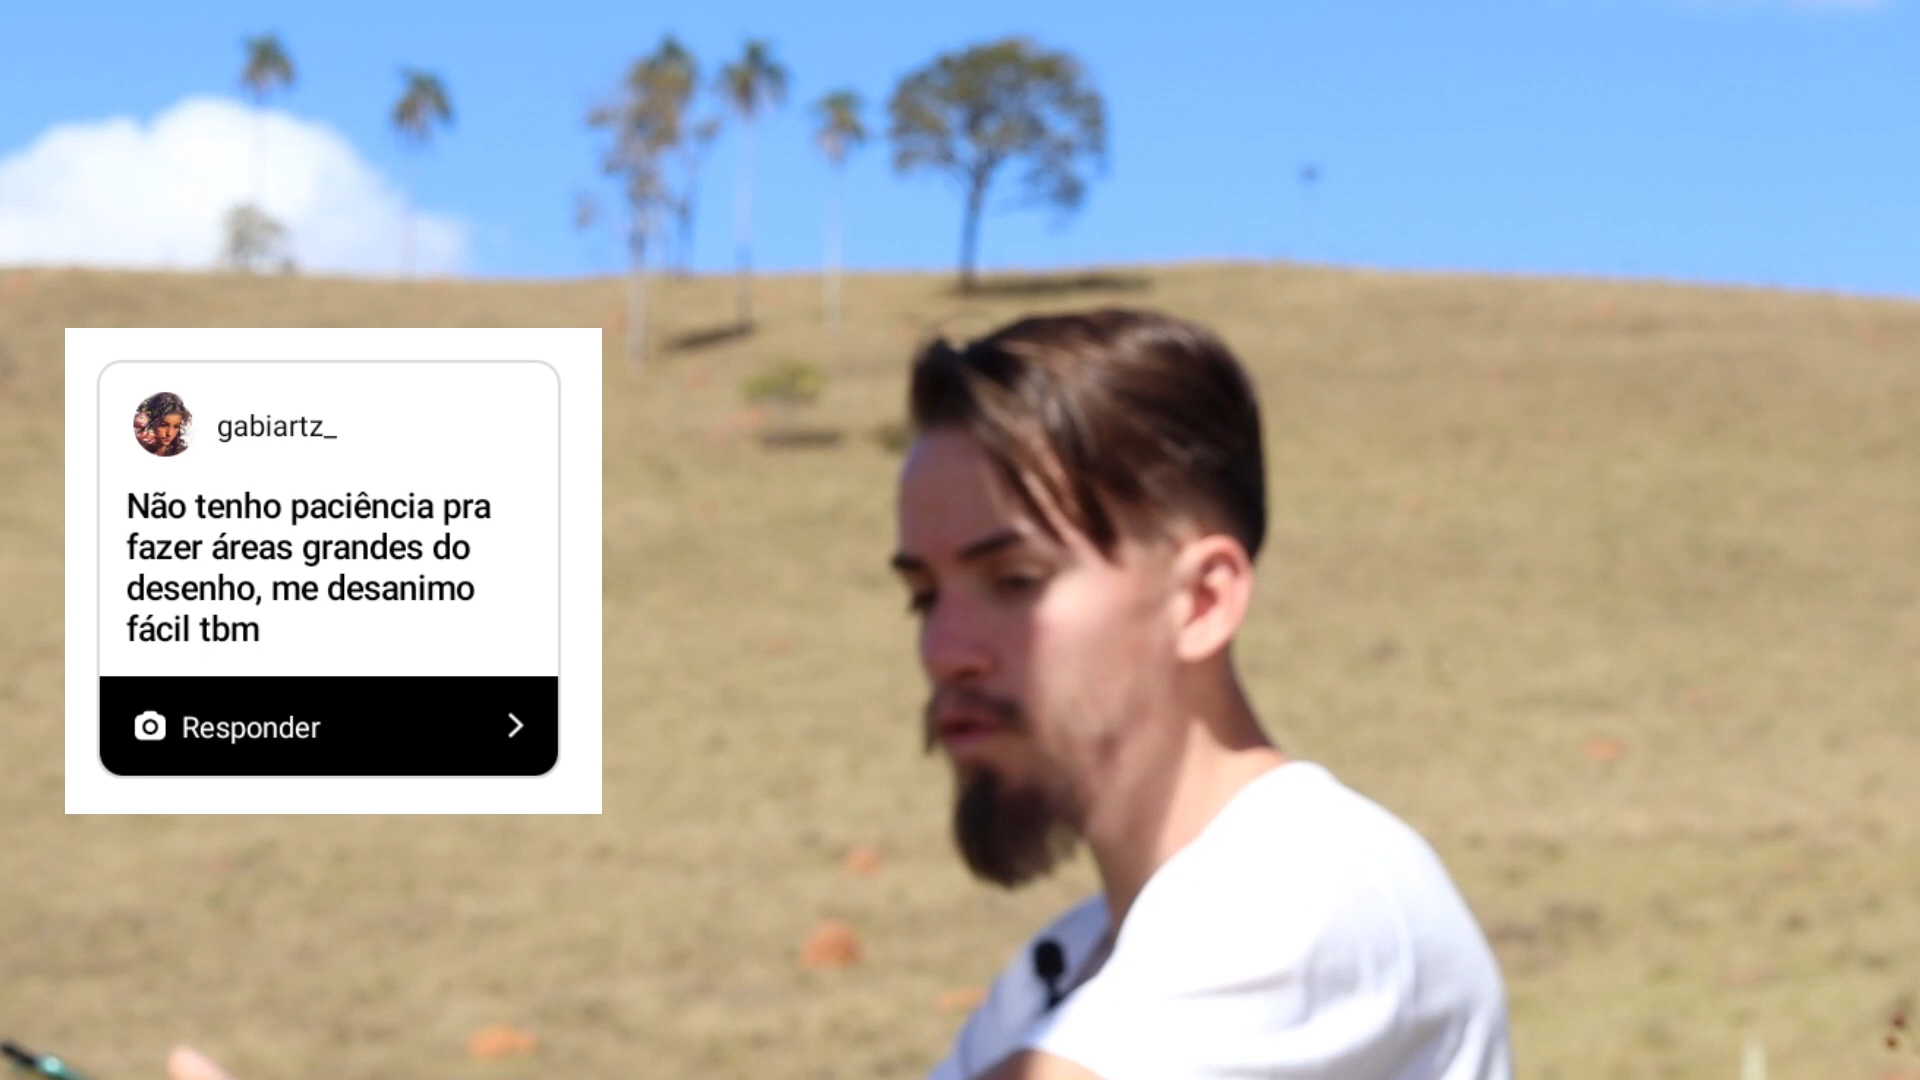 gabiartz_
Não tenho paciência pra
fazer áreas grandes do
desenho, me desanimo
fácil tbm
Responder